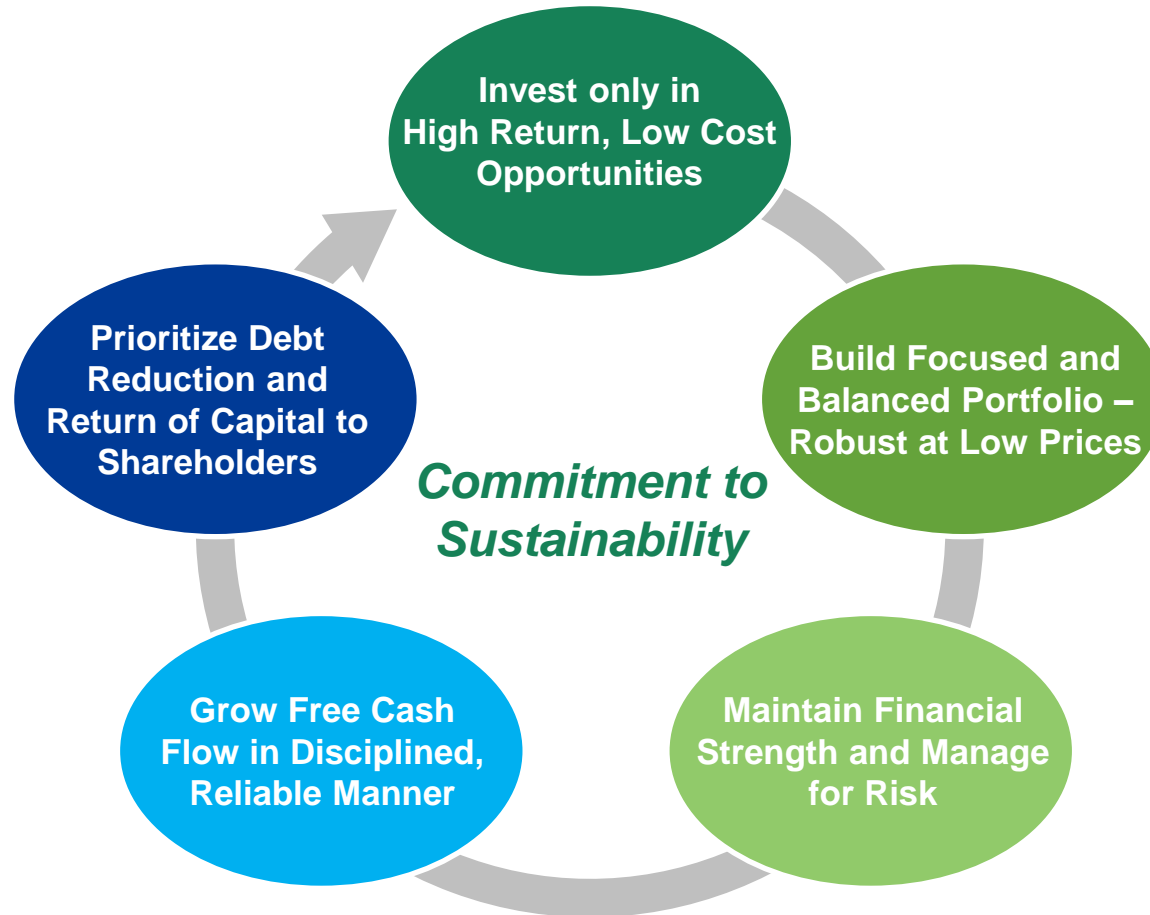 Invest only in
High Return, Low Cost
Opportunities
Build Focused and
Balanced Portfolio –
Robust at Low Prices
Maintain Financial
Strength and Manage
for Risk
Grow Free Cash
Flow in Disciplined,
Reliable Manner
Prioritize Debt
Reduction and
Return of Capital to
Shareholders
Commitment to
Sustainability